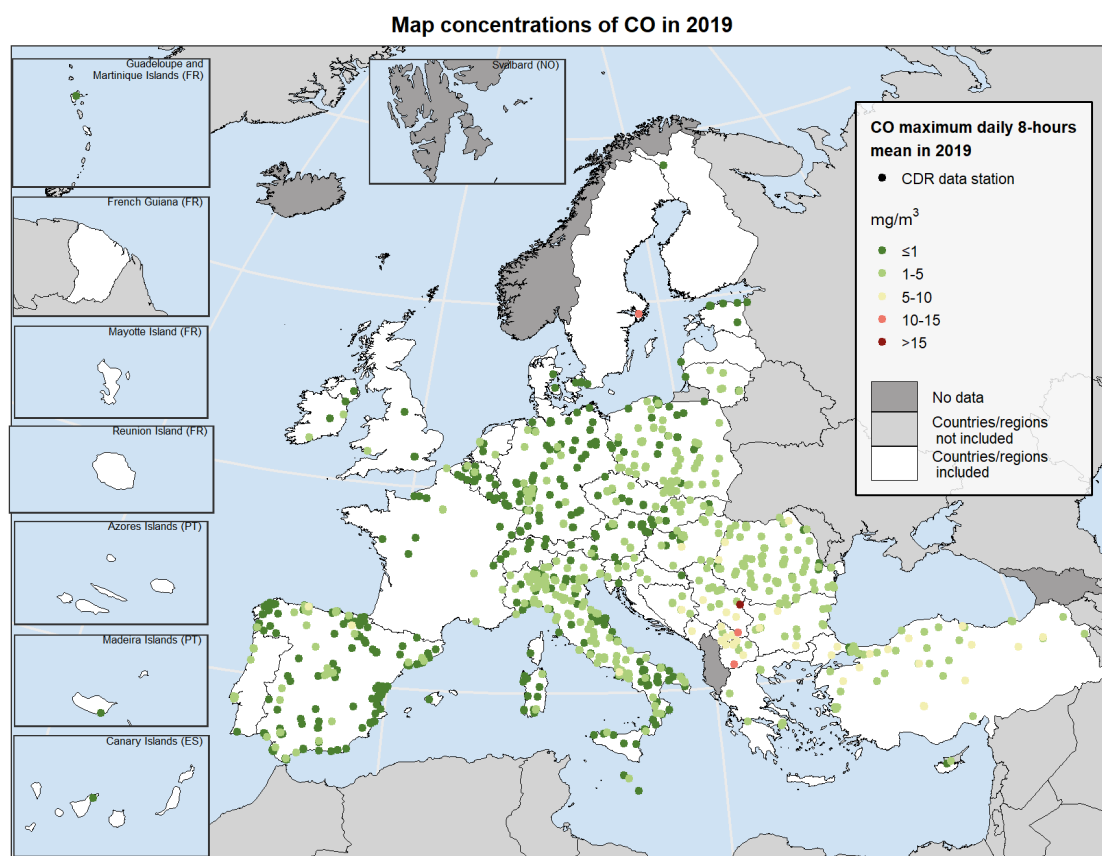 Map concentrations of CO in 2019
Guadeloupe and
Martinique Islands (FR)
Svalbard (NO)
French Guiana (FR)
Mayotte Island (FR)
Reunion Island (FR)
Azores Islands (PT)
Madeira Islands (PT)
Canary Islands (ES)
CO maximum daily 8-hours
mean in 2019
CDR data station
mg/m³
≤1
1-5
5-10
10-15
>15
No data
Countries/regions
not included
Countries/regions
included